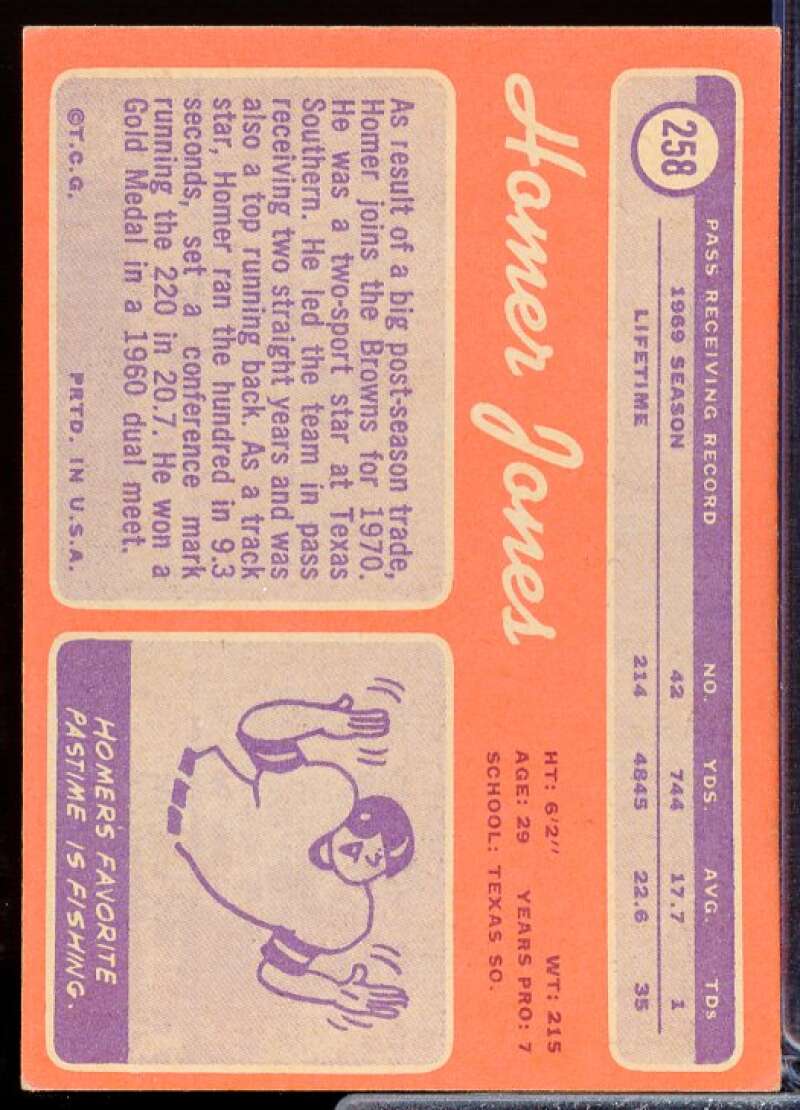 258
PASS RECEIVING RECORD NO. YDS. AVG. TDs
1969 SEASON 42 744 17.7 1
LIFETIME 214 4845 22.6 35
Homer Jones
HT: 6'2" WT: 215
AGE: 29 YEARS PRO: 7
SCHOOL: TEXAS SO.
As result of a big post-season trade,
Homer joins the Browns for 1970.
He was a two-sport star at Texas
Southern. He led the team in pass
receiving two straight years and was
also a top running back. As a track
star, Homer ran the hundred in 9.3
seconds, set a conference mark
running the 220 in 20.7. He won a
Gold Medal in a 1960 dual meet.
©T.C.G. PRTD. IN U.S.A.
HOMER'S FAVORITE
PASTIME IS FISHING.